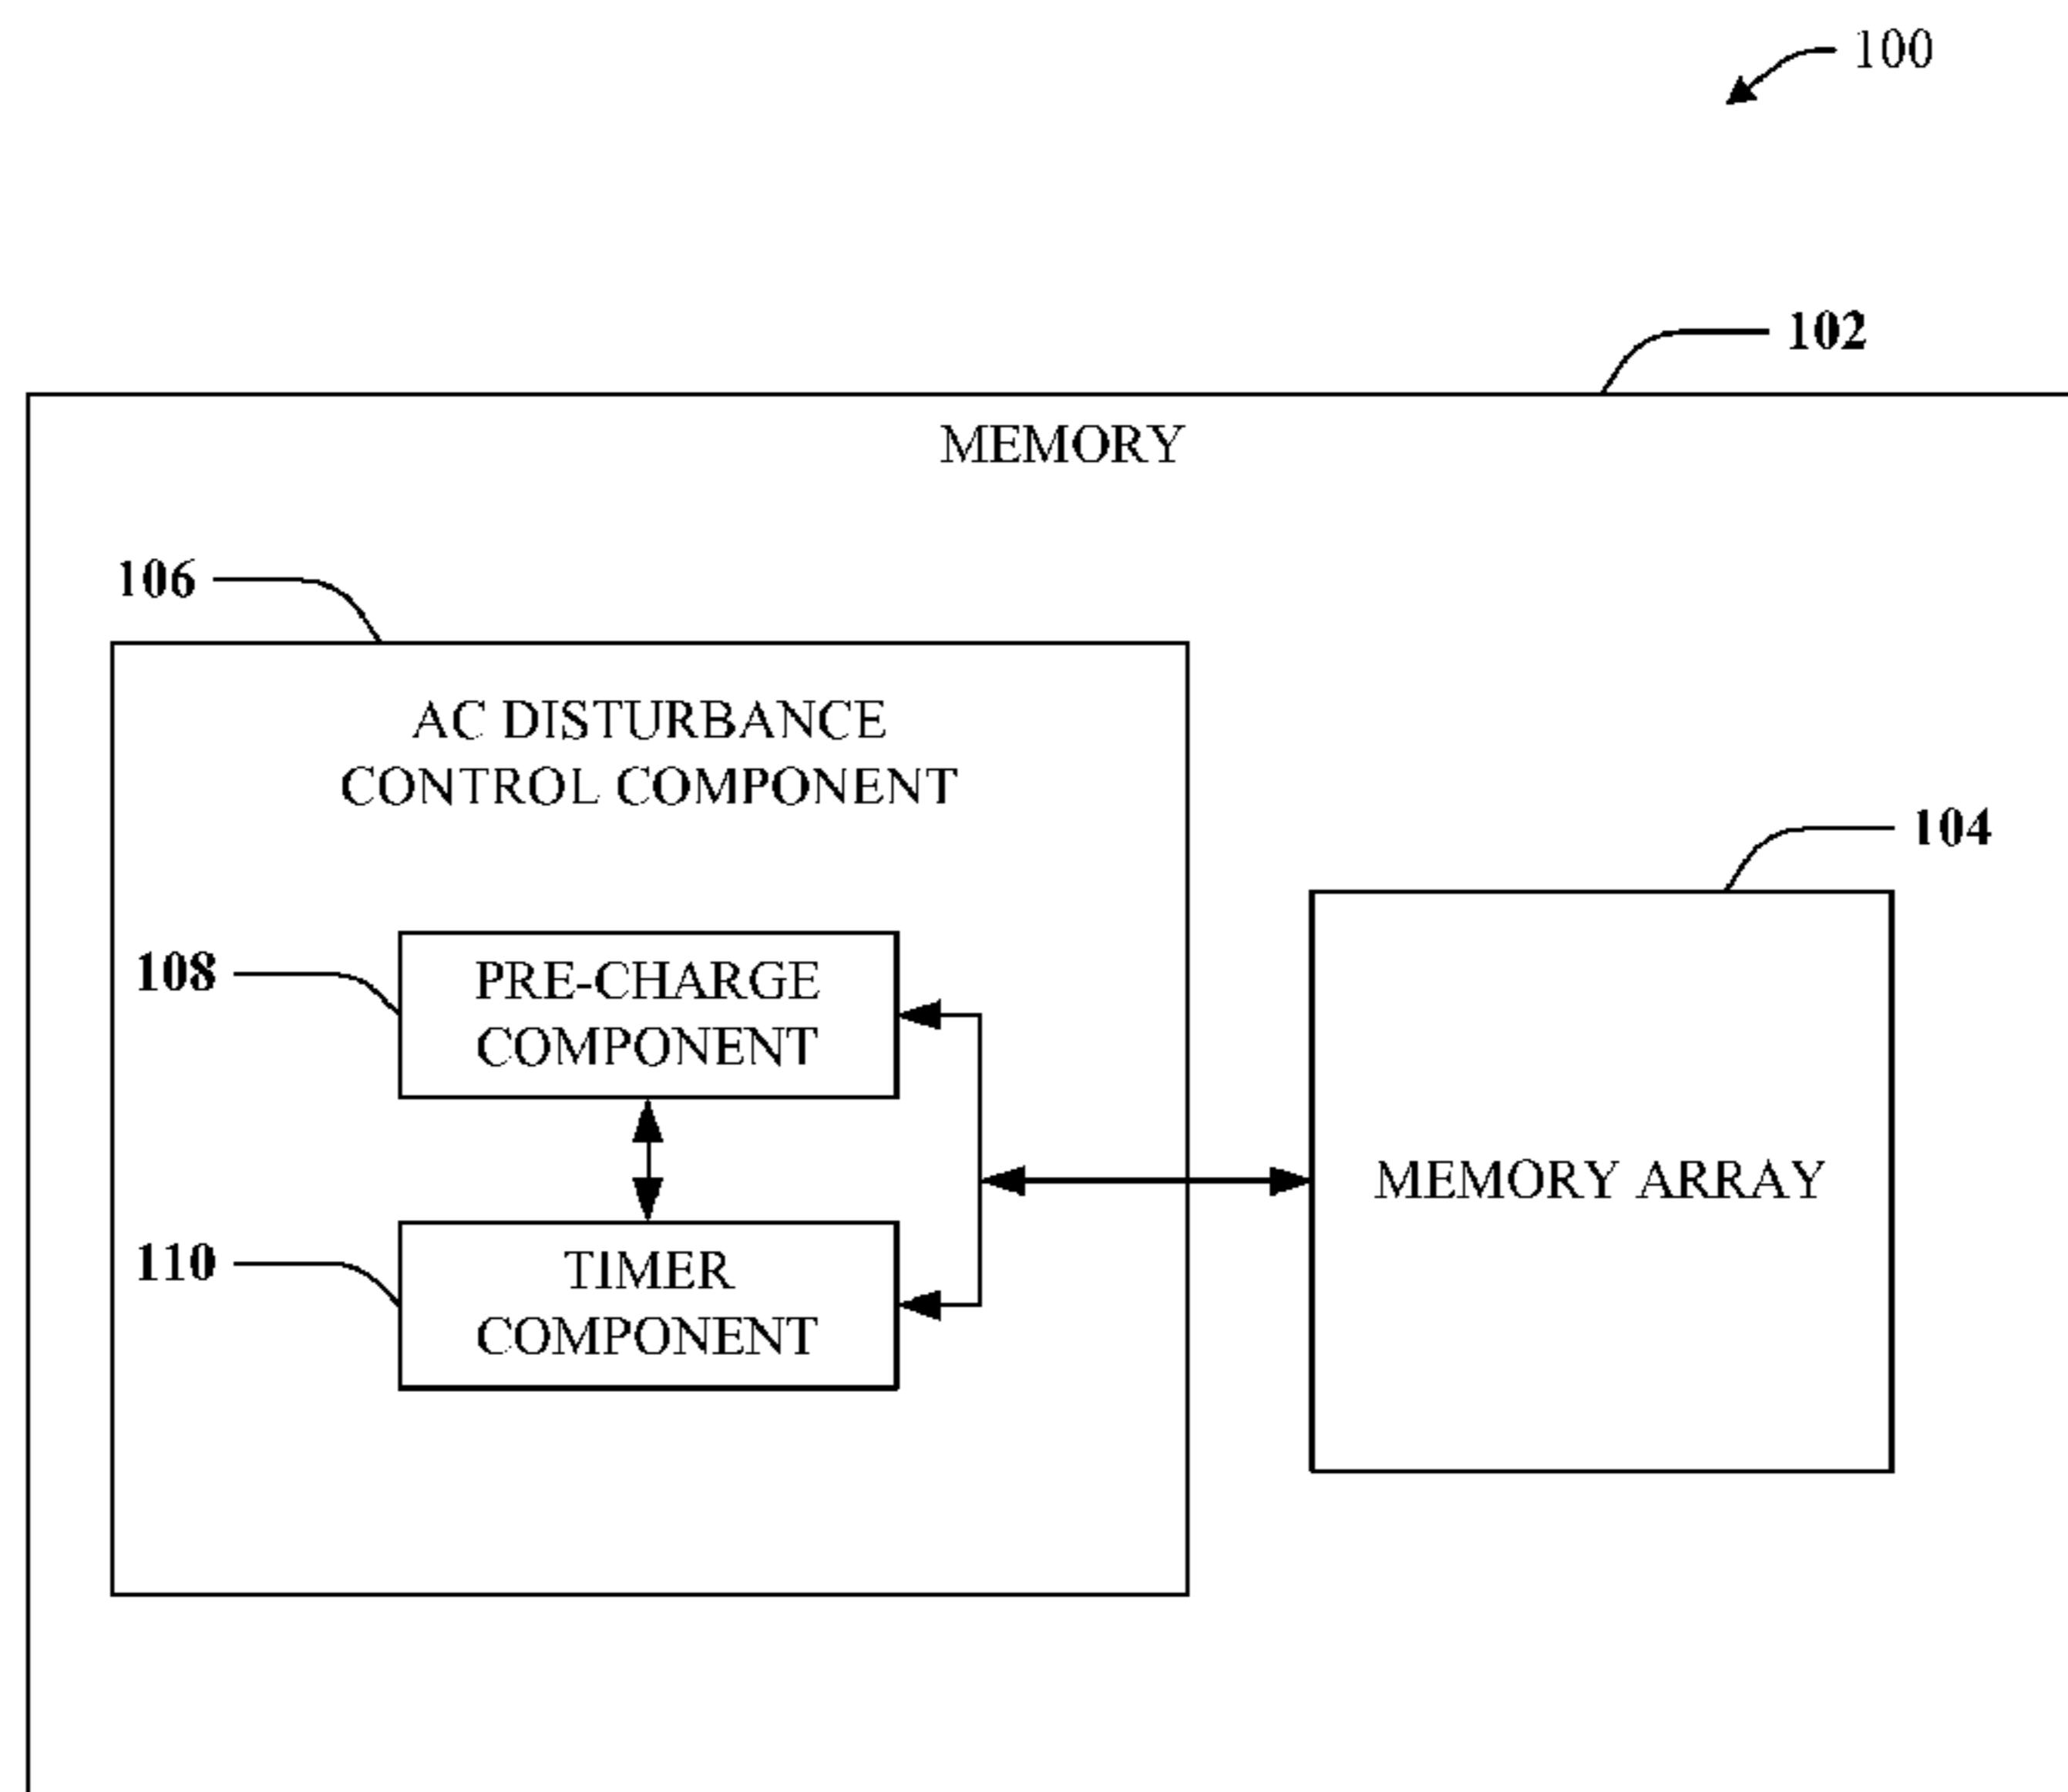 100
102
MEMORY
106
AC DISTURBANCE
CONTROL COMPONENT
104
108
PRE-CHARGE
COMPONENT
MEMORY ARRAY
110
TIMER
COMPONENT